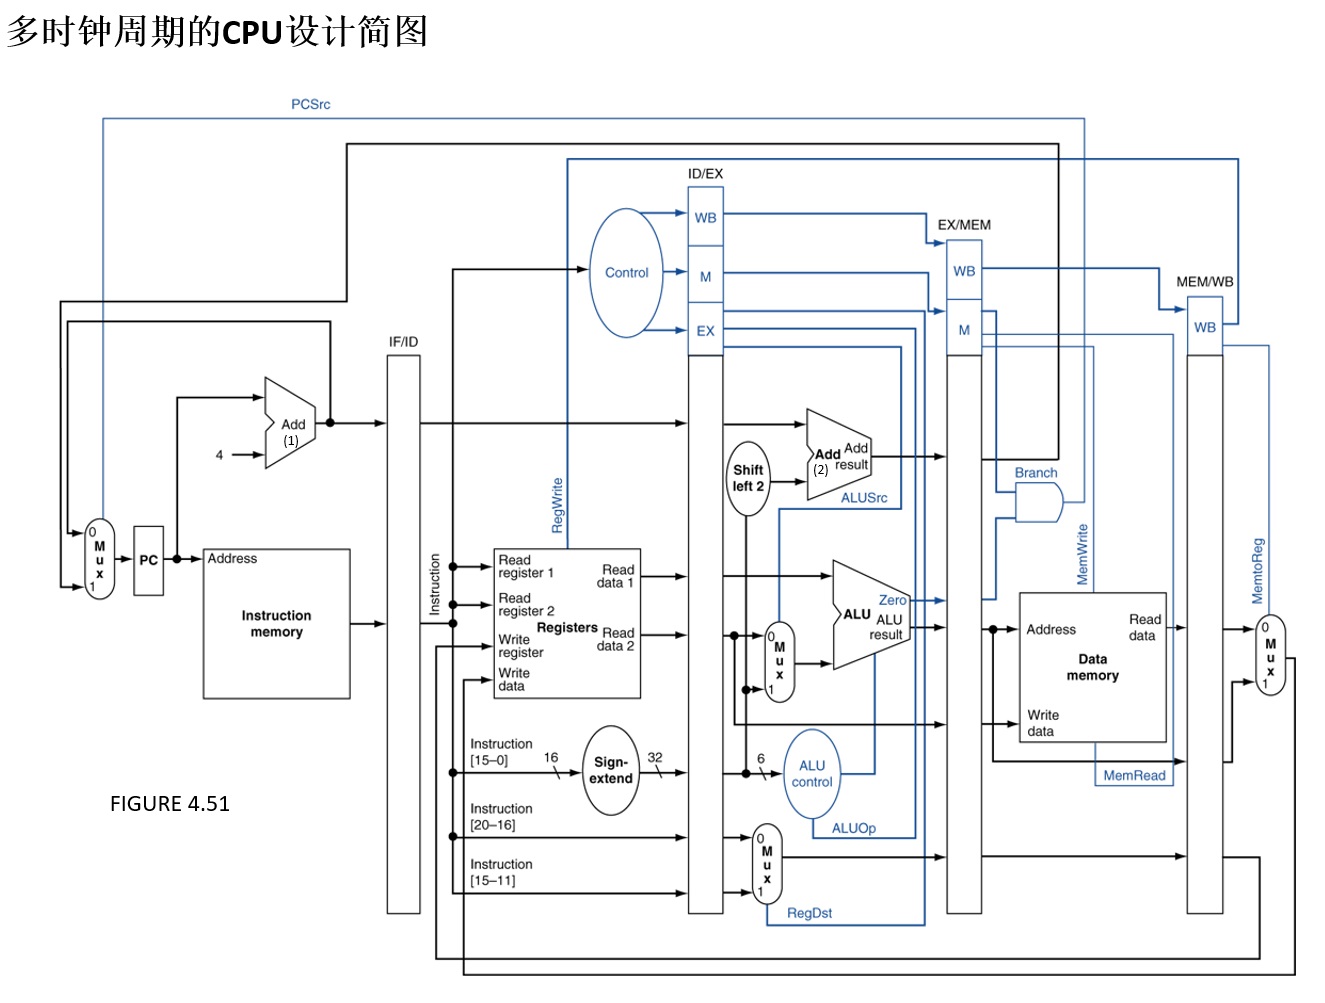 多时钟周期的CPU设计简图
PCSrc
ID/EX
WB
EX/MEM
Control
M
WB
MEM/WB
EX
M
WB
IF/ID
Add
(1)
4
Add
(2)
Add
result
Shift
left 2
Branch
ALUSrc
RegWrite
0
M
u
x
1
PC
Address
Instruction
memory
Instruction
Read
register 1
Read
register 2
Write
register
Write
data
Registers
Read
data 1
Read
data 2
0
M
u
x
1
Zero
ALU
ALU
result
MemWrite
Address
Read
data
Data
memory
Write
data
MemtoReg
0
M
u
x
1
Instruction
[15–0]
16
Sign-
extend
32
6
ALU
control
MemRead
FIGURE 4.51
Instruction
[20–16]
ALUOp
0
M
u
x
1
Instruction
[15–11]
RegDst